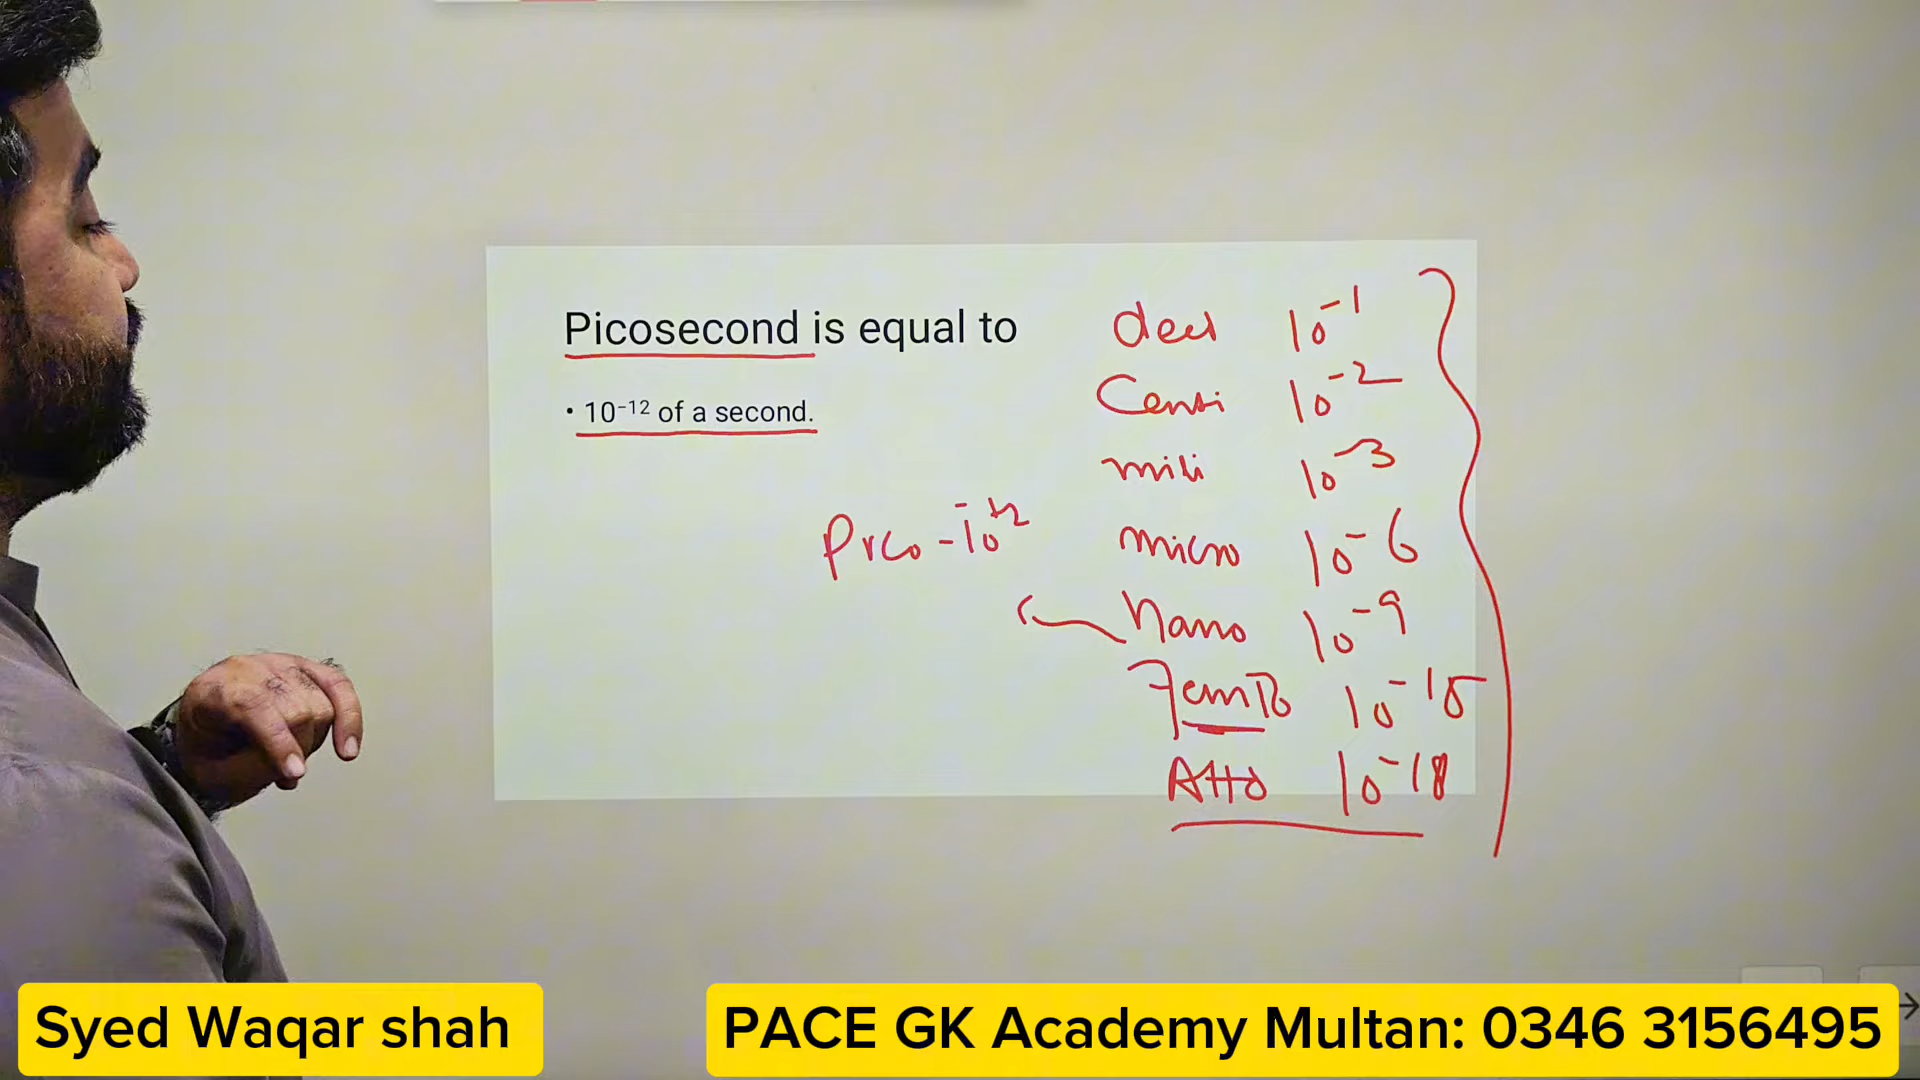 Picosecond is equal to
• 10⁻¹² of a second.
deci 10⁻¹
Centi 10⁻²
mili 10⁻³
Pico - 10⁻¹²
micro 10⁻⁶
Nano 10⁻⁹
Femto 10⁻¹⁵
Atto 10⁻¹⁸
Syed Waqar shah
PACE GK Academy Multan: 0346 3156495